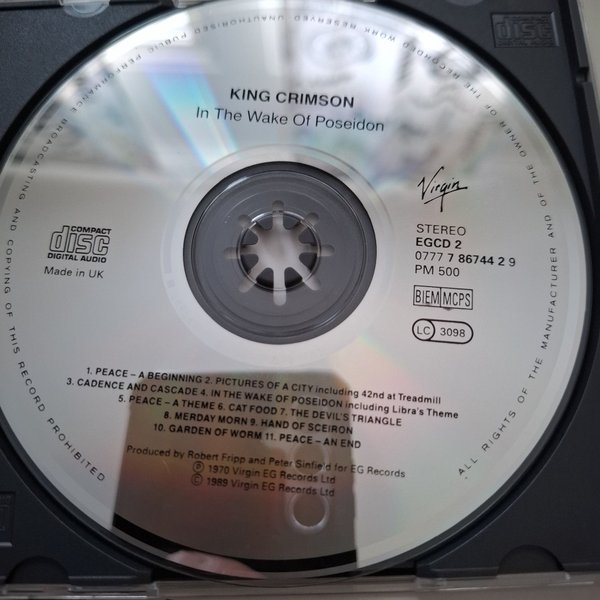 KING CRIMSON
In The Wake Of Poseidon
Virgin
STEREO
EGCD 2
0777 7 86744 2 9
PM 500
BIEM MCPS
LC 3098
COMPACT
disc
DIGITAL AUDIO
Made in UK
1. PEACE – A BEGINNING 2. PICTURES OF A CITY including 42nd at Treadmill
3. CADENCE AND CASCADE 4. IN THE WAKE OF POSEIDON including Libra's Theme
5. PEACE – A THEME 6. CAT FOOD 7. THE DEVIL'S TRIANGLE
8. MERDAY MORN 9. HAND OF SCEIRON
10. GARDEN OF WORM 11. PEACE – AN END
Produced by Robert Fripp and Peter Sinfield for EG Records
Ⓟ 1970 Virgin EG Records Ltd
© 1989 Virgin EG Records Ltd
ALL RIGHTS OF THE MANUFACTURER AND OF THE OWNER OF THE RECORDED WORK RESERVED UNAUTHORISED PUBLIC PERFORMANCE BROADCASTING AND COPYING OF THIS RECORD PROHIBITED